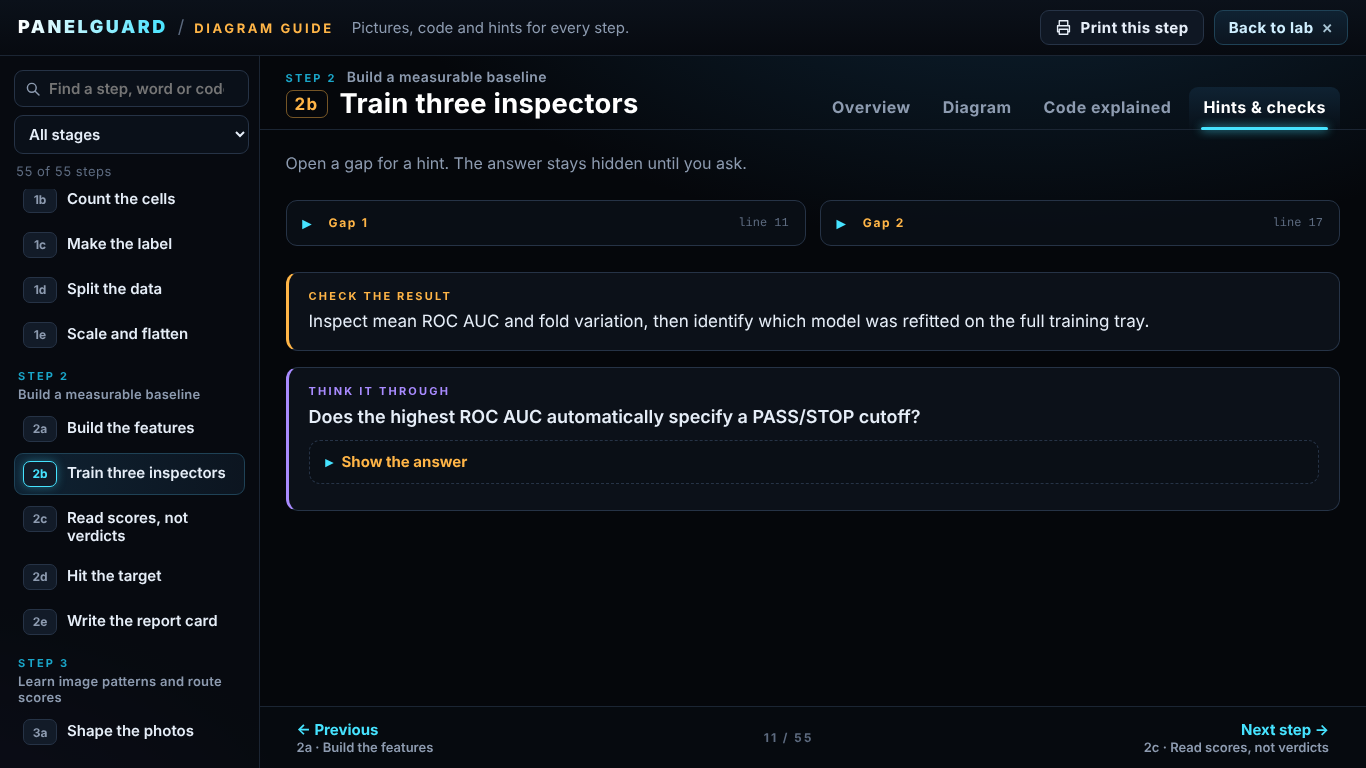 PANELGUARD / DIAGRAM GUIDE Pictures, code and hints for every step.
Print this step
Back to lab ×
Find a step, word or cod
All stages
55 of 55 steps
1b Count the cells
1c Make the label
1d Split the data
1e Scale and flatten
STEP 2
Build a measurable baseline
2a Build the features
2b Train three inspectors
2c Read scores, not
verdicts
2d Hit the target
2e Write the report card
STEP 3
Learn image patterns and route
scores
3a Shape the photos
STEP 2 Build a measurable baseline
2b Train three inspectors
Overview
Diagram
Code explained
Hints & checks
Open a gap for a hint. The answer stays hidden until you ask.
▶ Gap 1 line 11
▶ Gap 2 line 17
CHECK THE RESULT
Inspect mean ROC AUC and fold variation, then identify which model was refitted on the full training tray.
THINK IT THROUGH
Does the highest ROC AUC automatically specify a PASS/STOP cutoff?
▶ Show the answer
← Previous
2a · Build the features
11 / 55
Next step →
2c · Read scores, not verdicts